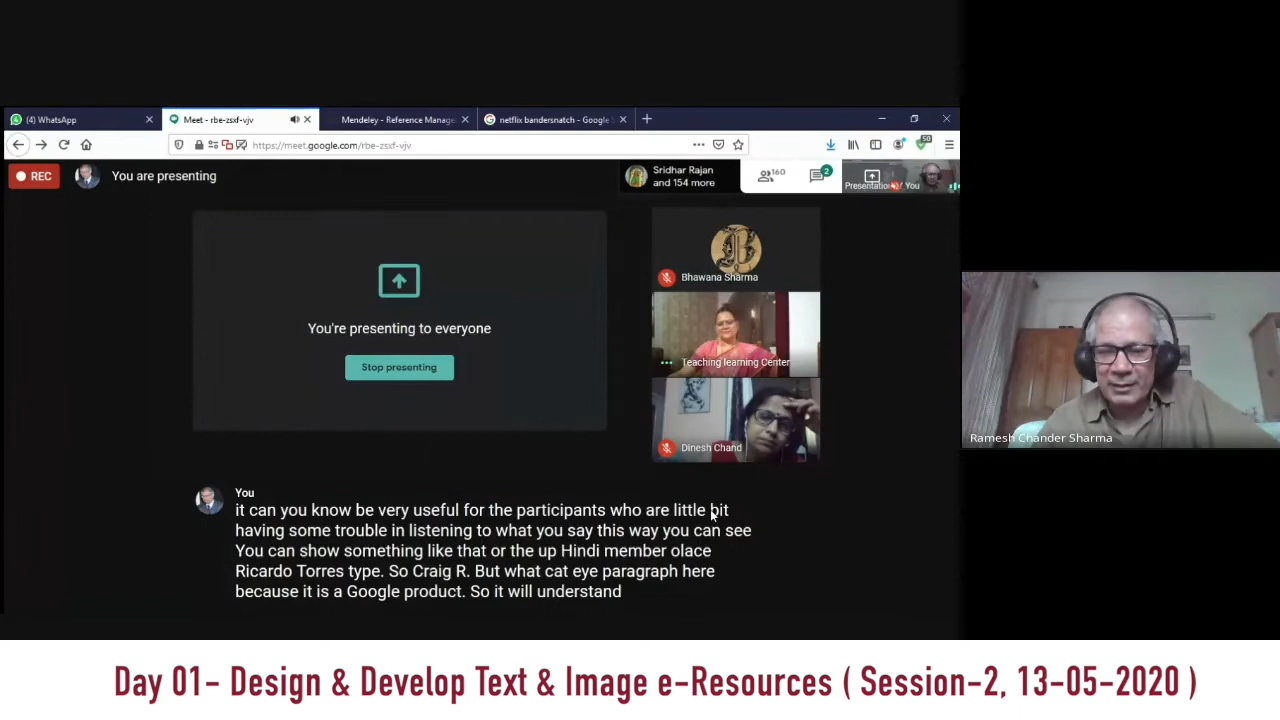 (4) WhatsApp
Meet - rbe-zsxf-vjv
Mendeley - Reference Manage
netflix bandersnatch - Google S
https://meet.google.com/rbe-zsxf-vjv
50
REC
You are presenting
Sridhar Rajan
and 154 more
160
2
Presentation
You
Bhawana Sharma
You're presenting to everyone
Stop presenting
Teaching learning Center
Dinesh Chand
Ramesh Chander Sharma
You
it can you know be very useful for the participants who are little bit
having some trouble in listening to what you say this way you can see
You can show something like that or the up Hindi member olace
Ricardo Torres type. So Craig R. But what cat eye paragraph here
because it is a Google product. So it will understand
Day 01- Design & Develop Text & Image e-Resources ( Session-2, 13-05-2020 )